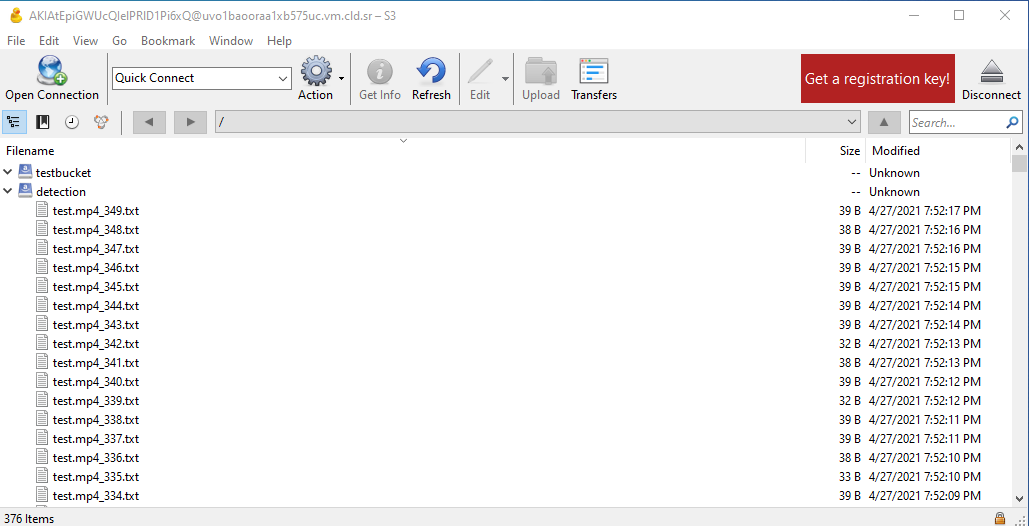 AKIAtEpiGWUcQIeIPRID1Pi6xQ@uvo1baooraa1xb575uc.vm.cld.sr – S3
File Edit View Go Bookmark Window Help
Open Connection Quick Connect Action Get Info Refresh Edit Upload Transfers Get a registration key! Disconnect
/ Search...
Filename Size Modified
testbucket -- Unknown
detection -- Unknown
test.mp4_349.txt 39 B 4/27/2021 7:52:17 PM
test.mp4_348.txt 38 B 4/27/2021 7:52:16 PM
test.mp4_347.txt 39 B 4/27/2021 7:52:16 PM
test.mp4_346.txt 39 B 4/27/2021 7:52:15 PM
test.mp4_345.txt 39 B 4/27/2021 7:52:15 PM
test.mp4_344.txt 39 B 4/27/2021 7:52:14 PM
test.mp4_343.txt 39 B 4/27/2021 7:52:14 PM
test.mp4_342.txt 32 B 4/27/2021 7:52:13 PM
test.mp4_341.txt 38 B 4/27/2021 7:52:13 PM
test.mp4_340.txt 39 B 4/27/2021 7:52:12 PM
test.mp4_339.txt 32 B 4/27/2021 7:52:12 PM
test.mp4_338.txt 39 B 4/27/2021 7:52:11 PM
test.mp4_337.txt 39 B 4/27/2021 7:52:11 PM
test.mp4_336.txt 38 B 4/27/2021 7:52:10 PM
test.mp4_335.txt 33 B 4/27/2021 7:52:10 PM
test.mp4_334.txt 39 B 4/27/2021 7:52:09 PM
376 Items